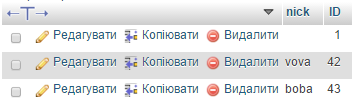 nick ID
Редагувати Копіювати Видалити 1
Редагувати Копіювати Видалити vova 42
Редагувати Копіювати Видалити boba 43